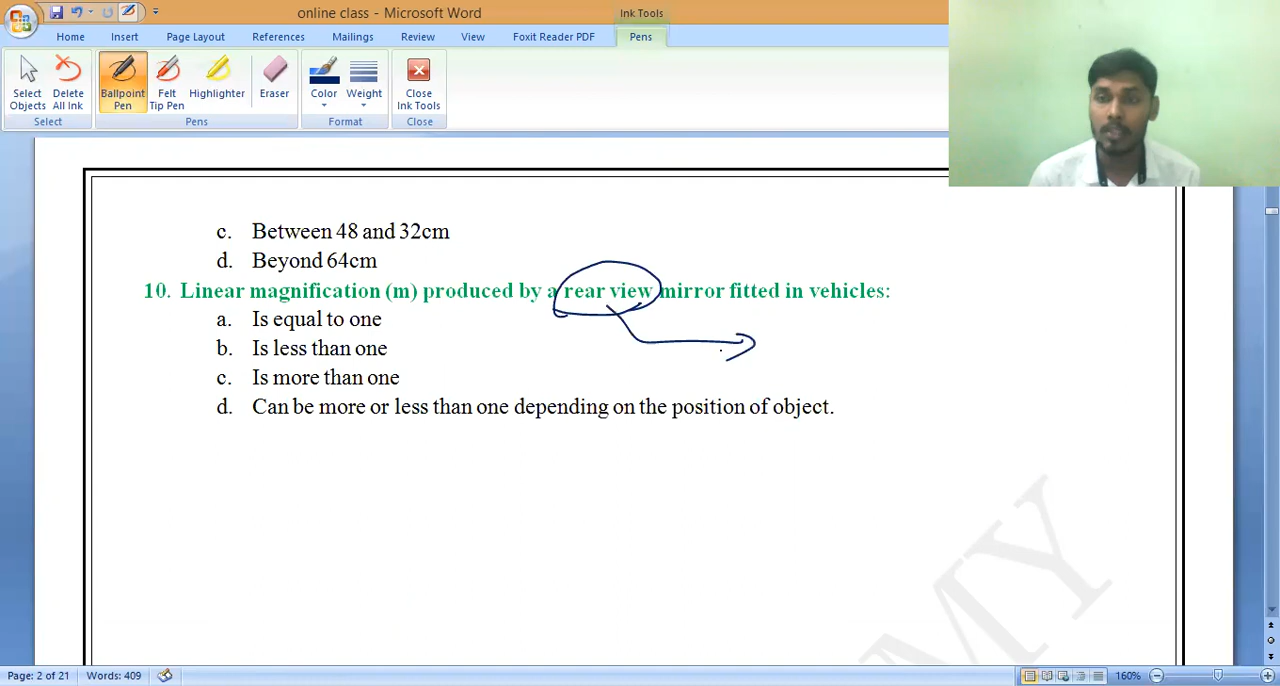 online class - Microsoft Word
Ink Tools
Home Insert Page Layout References Mailings Review View Foxit Reader PDF Pens
Select Objects
Delete All Ink
Ballpoint Pen
Felt Tip Pen
Highlighter
Eraser
Color
Weight
Close Ink Tools
Select Pens Format Close
c. Between 48 and 32cm
d. Beyond 64cm
10. Linear magnification (m) produced by a rear view mirror fitted in vehicles:
a. Is equal to one
b. Is less than one
c. Is more than one
d. Can be more or less than one depending on the position of object.
MY
Page: 2 of 21 Words: 409 160%